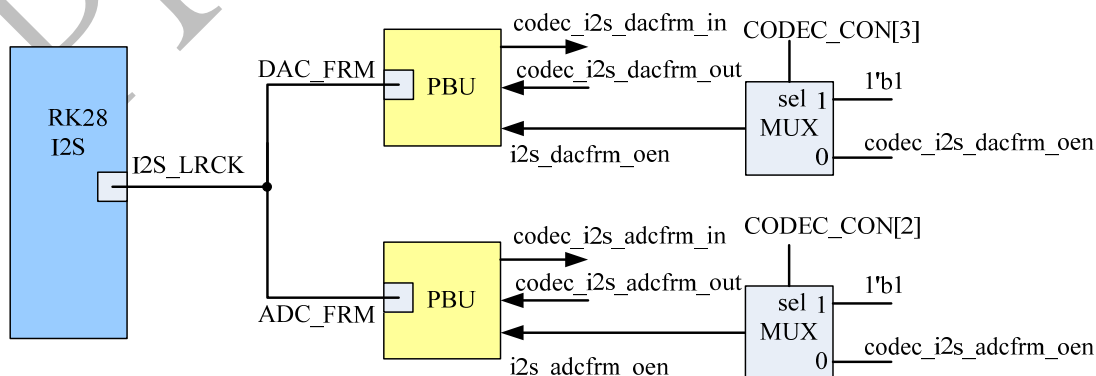 codec_i2s_dacfrm_in
CODEC_CON[3]
DAC_FRM
codec_i2s_dacfrm_out
1'b1
PBU
sel 1
RK28
I2S
MUX
i2s_dacfrm_oen
0
codec_i2s_dacfrm_oen
I2S_LRCK
codec_i2s_adcfrm_in
CODEC_CON[2]
codec_i2s_adcfrm_out
1'b1
ADC_FRM
PBU
sel 1
MUX
i2s_adcfrm_oen
0
codec_i2s_adcfrm_oen